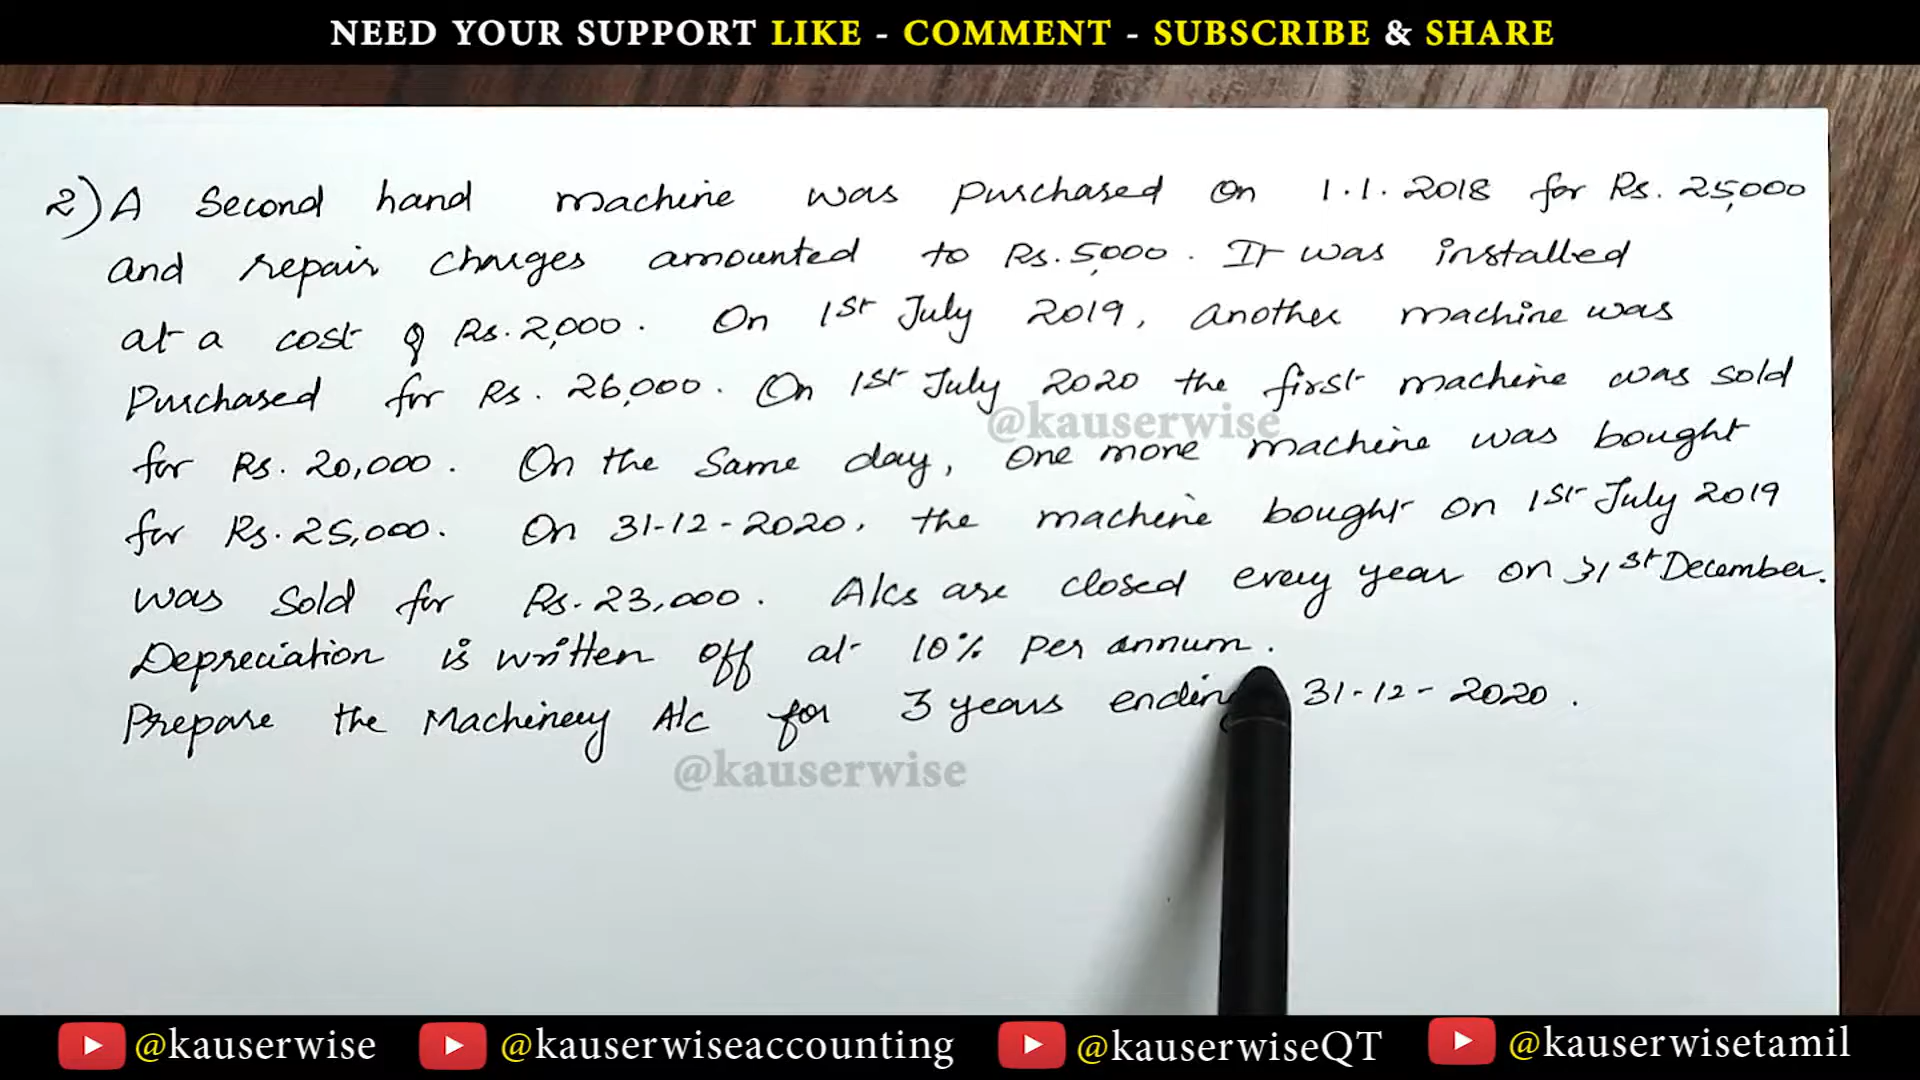 NEED YOUR SUPPORT LIKE - COMMENT - SUBSCRIBE & SHARE
2) A Second hand machine was purchased on 1.1.2018 for Rs. 25,000
and repair charges amounted to Rs. 5,000. It was installed
at a cost of Rs. 2,000. On 1st July 2019, another machine was
Purchased for Rs. 26,000. On 1st July 2020 the first machine was sold
@kauserwise
for Rs. 20,000. On the same day, one more machine was bought
for Rs. 25,000. On 31-12-2020, the machine bought on 1st July 2019
was sold for Rs. 23,000. A/cs are closed every year on 31st December.
Depreciation is written off at 10% per annum.
Prepare the Machinery A/c for 3 years ending 31-12-2020.
@kauserwise
@kauserwise @kauserwiseaccounting @kauserwiseQT @kauserwisetamil